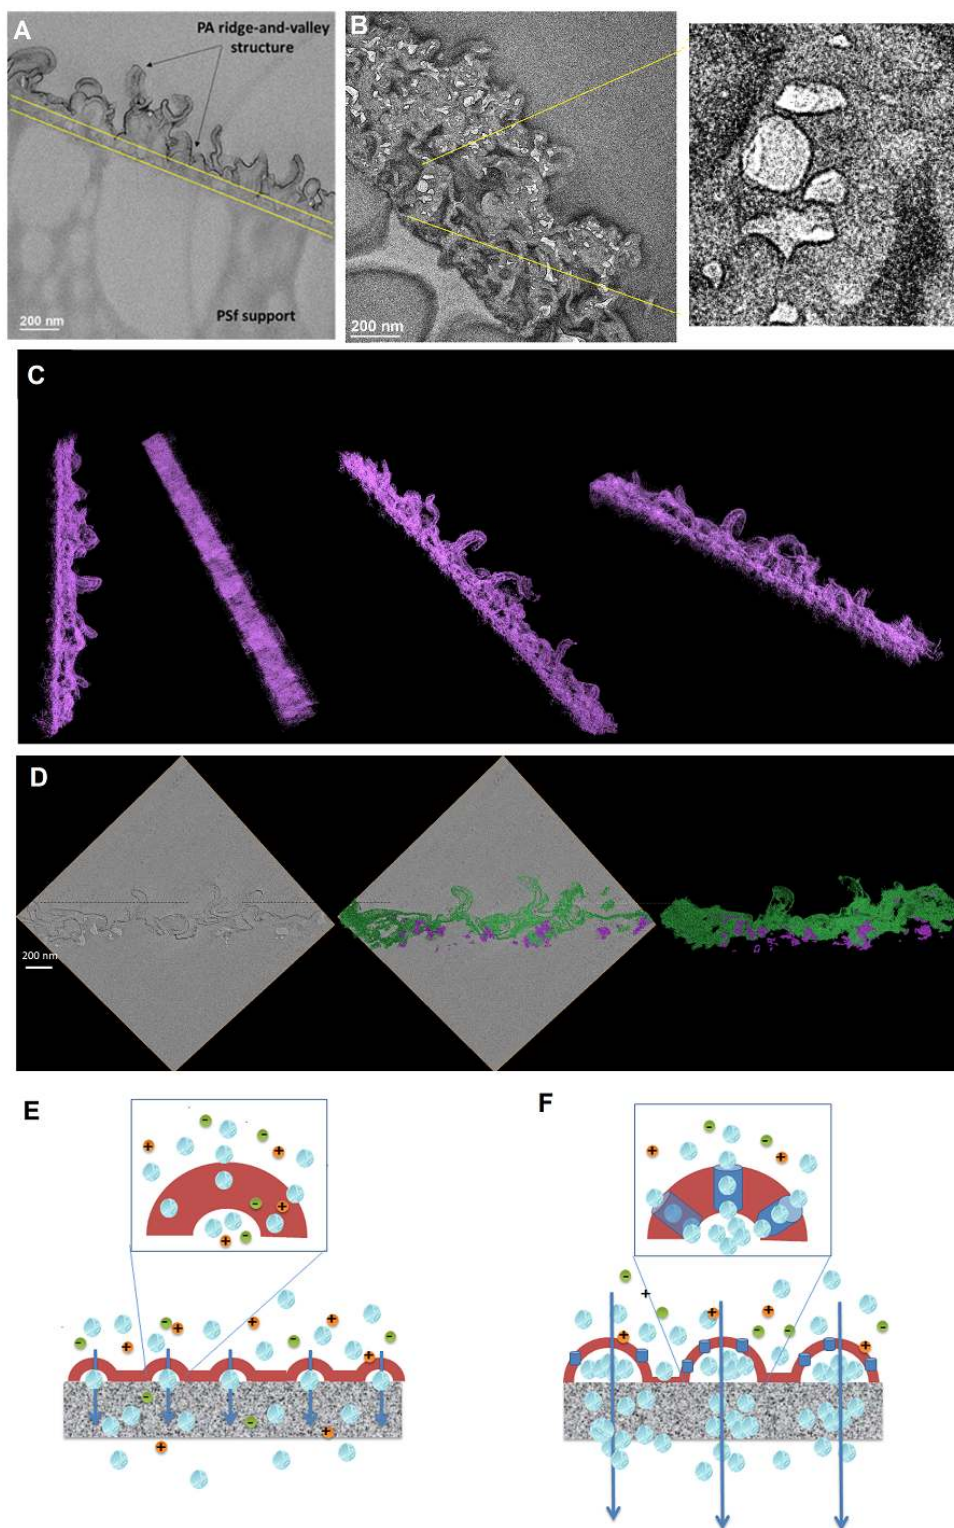 A
PA ridge-and-valley
structure
PSf support
200 nm
B
200 nm
C
D
200 nm
E
F